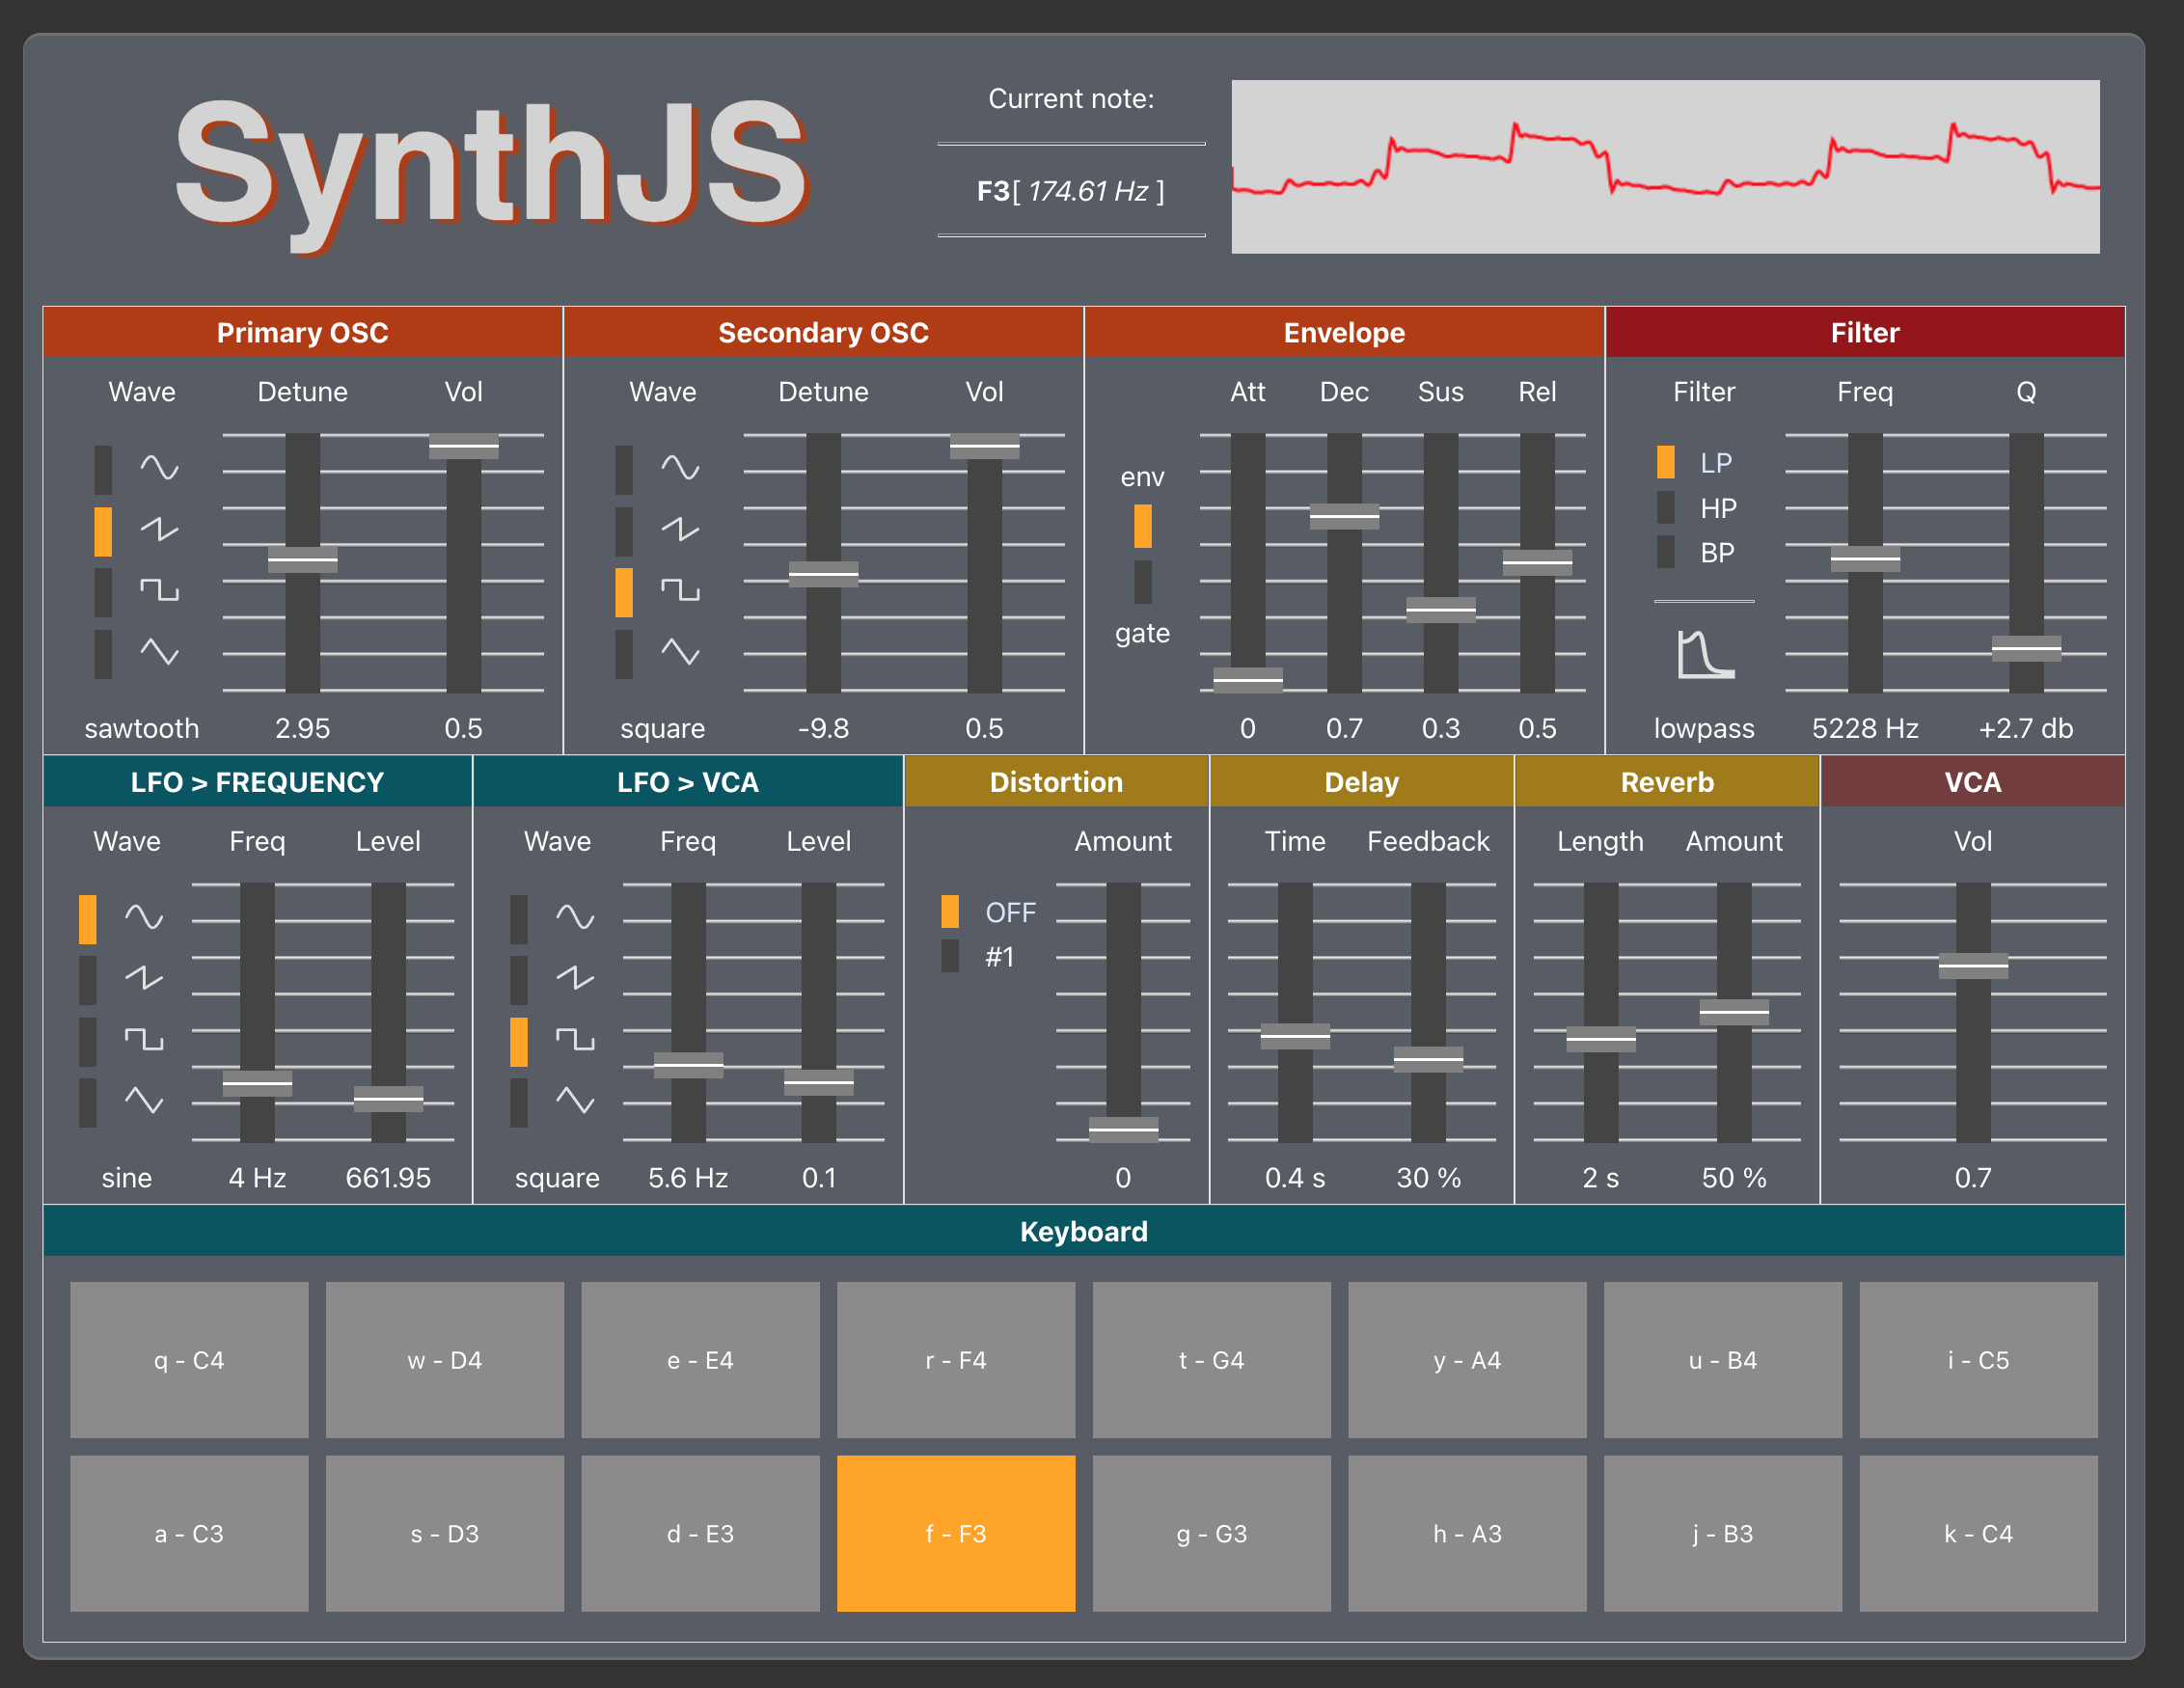 SynthJS
Current note:
F3[ 174.61 Hz ]
Primary OSC
Secondary OSC
Envelope
Filter
Wave Detune Vol
Wave Detune Vol
Att Dec Sus Rel
Filter Freq Q
env
gate
LP
HP
BP
sawtooth 2.95 0.5
square -9.8 0.5
0 0.7 0.3 0.5
lowpass 5228 Hz +2.7 db
LFO > FREQUENCY
LFO > VCA
Distortion
Delay
Reverb
VCA
Wave Freq Level
Wave Freq Level
Amount
Time Feedback
Length Amount
Vol
OFF
#1
sine 4 Hz 661.95
square 5.6 Hz 0.1
0
0.4 s 30 %
2 s 50 %
0.7
Keyboard
q - C4 w - D4 e - E4 r - F4 t - G4 y - A4 u - B4 i - C5
a - C3 s - D3 d - E3 f - F3 g - G3 h - A3 j - B3 k - C4